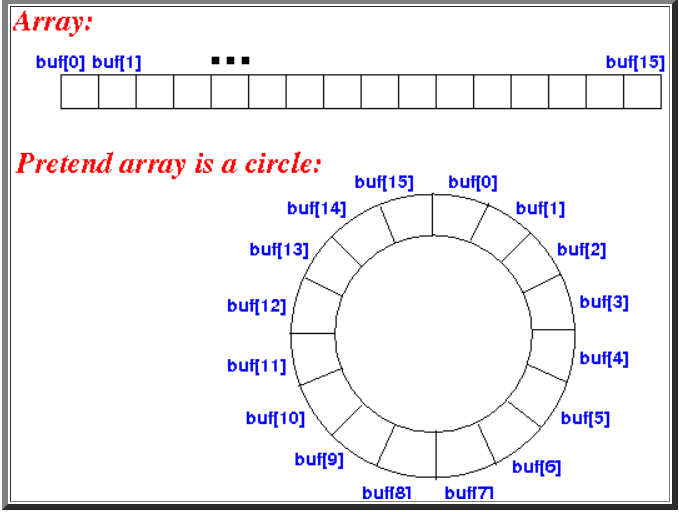 Array:
buf[0] buf[1] ... buf[15]
Pretend array is a circle:
buf[15] buf[0]
buf[14] buf[1]
buf[13] buf[2]
buf[12] buf[3]
buf[11] buf[4]
buf[10] buf[5]
buf[9] buf[6]
buf[8] buf[7]